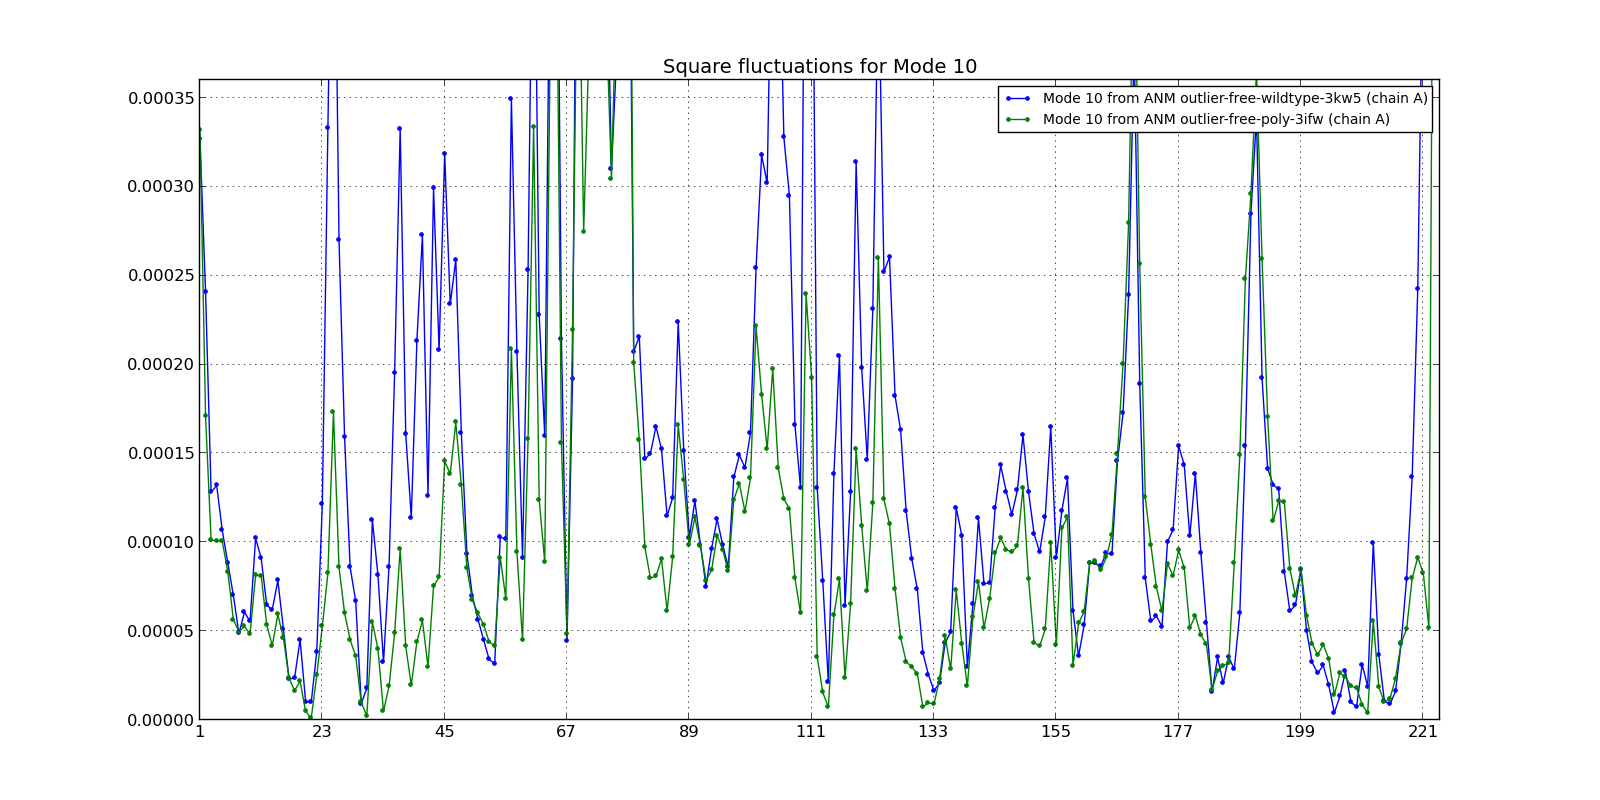 Square fluctuations for Mode 10
Mode 10 from ANM outlier-free-wildtype-3kw5 (chain A)
Mode 10 from ANM outlier-free-poly-3ifw (chain A)
0.00035
0.00030
0.00025
0.00020
0.00015
0.00010
0.00005
0.00000
1 23 45 67 89 111 133 155 177 199 221